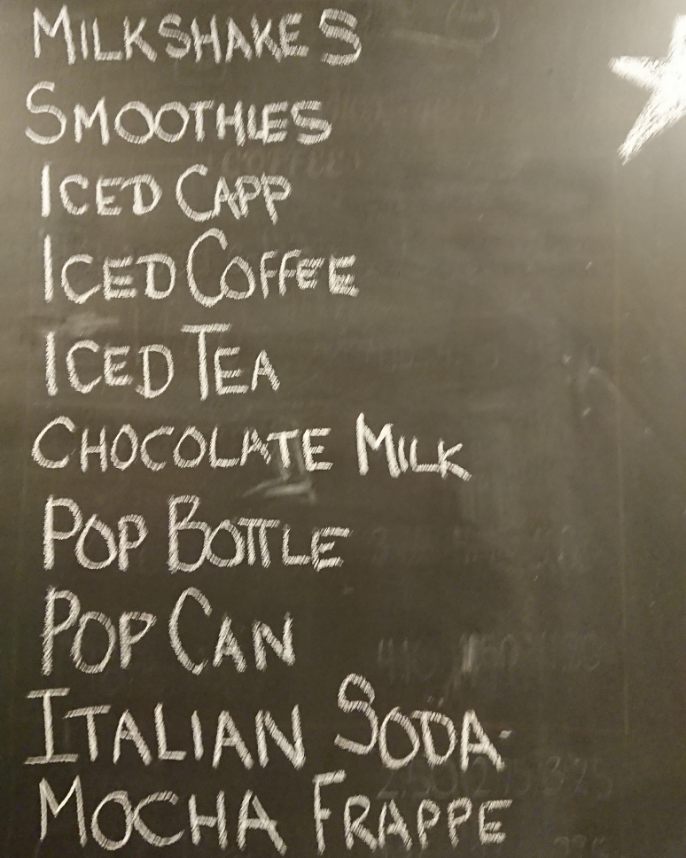 MILKSHAKES
SMOOTHIES
ICED CAPP
ICED COFFEE
ICED TEA
CHOCOLATE MILK
POP BOTTLE
POP CAN
ITALIAN SODA
MOCHA FRAPPE